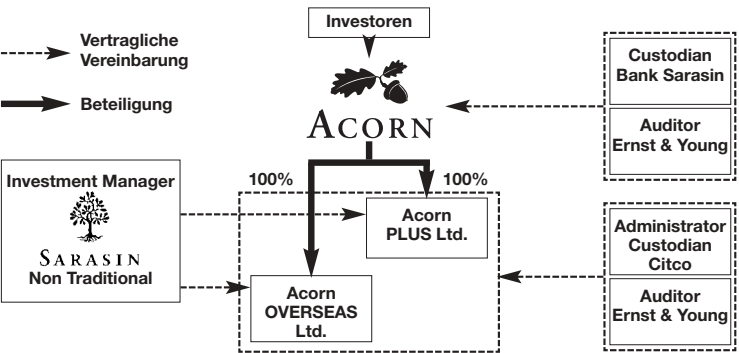 Investoren
Vertragliche
Vereinbarung
Beteiligung
ACORN
Custodian
Bank Sarasin
Auditor
Ernst & Young
100%
100%
Investment Manager
SARASIN
Non Traditional
Acorn
PLUS Ltd.
Acorn
OVERSEAS
Ltd.
Administrator
Custodian
Citco
Auditor
Ernst & Young